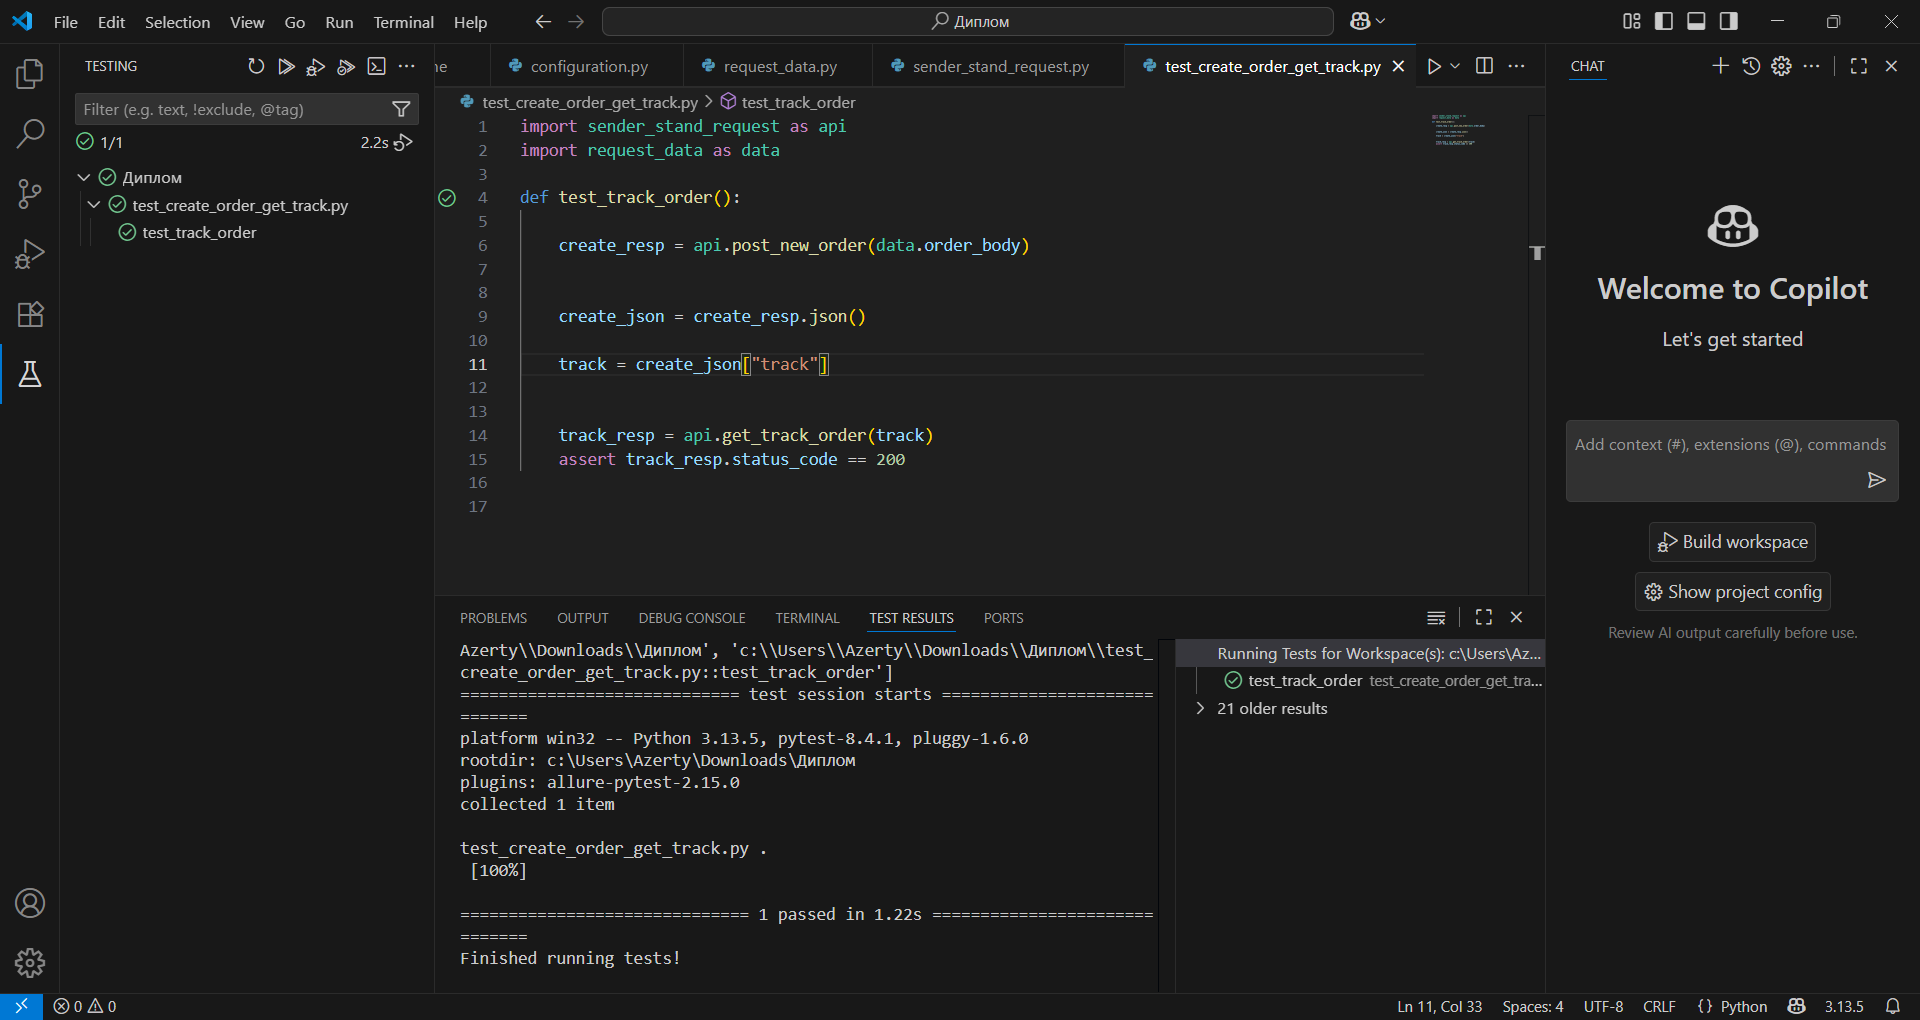 File Edit Selection View Go Run Terminal Help
Диплом
TESTING
Filter (e.g. text, !exclude, @tag)
1/1
2.2s
Диплом
test_create_order_get_track.py
test_track_order
me
configuration.py
request_data.py
sender_stand_request.py
test_create_order_get_track.py
test_create_order_get_track.py > test_track_order
1 import sender_stand_request as api
2 import request_data as data
3
4 def test_track_order():
5
6 create_resp = api.post_new_order(data.order_body)
7
8
9 create_json = create_resp.json()
10
11 track = create_json["track"]
12
13
14 track_resp = api.get_track_order(track)
15 assert track_resp.status_code == 200
16
17
PROBLEMS OUTPUT DEBUG CONSOLE TERMINAL TEST RESULTS PORTS
Azerty\\Downloads\\Диплом', 'c:\\Users\\Azerty\\Downloads\\Диплом\\test_
create_order_get_track.py::test_track_order']
============================= test session starts ======================
=======
platform win32 -- Python 3.13.5, pytest-8.4.1, pluggy-1.6.0
rootdir: c:\Users\Azerty\Downloads\Диплом
plugins: allure-pytest-2.15.0
collected 1 item
test_create_order_get_track.py .
[100%]
============================== 1 passed in 1.22s =======================
=======
Finished running tests!
Running Tests for Workspace(s): c:\Users\Az...
test_track_order test_create_order_get_tra...
21 older results
CHAT
Welcome to Copilot
Let's get started
Add context (#), extensions (@), commands
Build workspace
Show project config
Review AI output carefully before use.
0 0
Ln 11, Col 33 Spaces: 4 UTF-8 CRLF {} Python 3.13.5